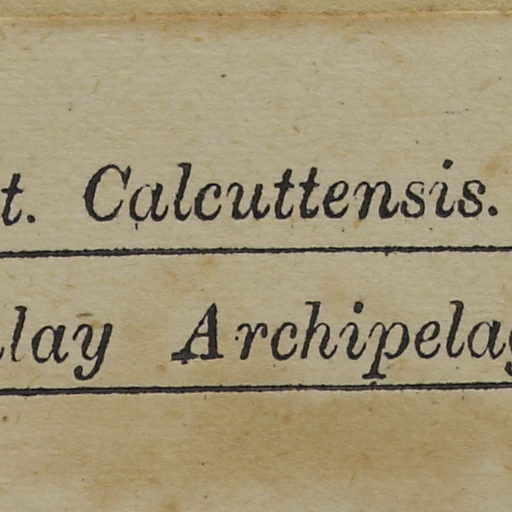 t. Calcuttensis.
lay Archipelag